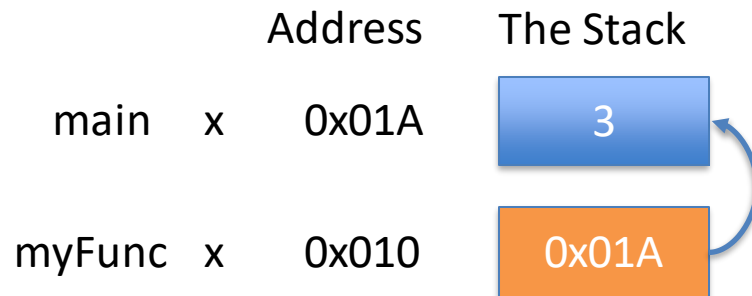 Address The Stack
main x 0x01A 3
myFunc x 0x010 0x01A